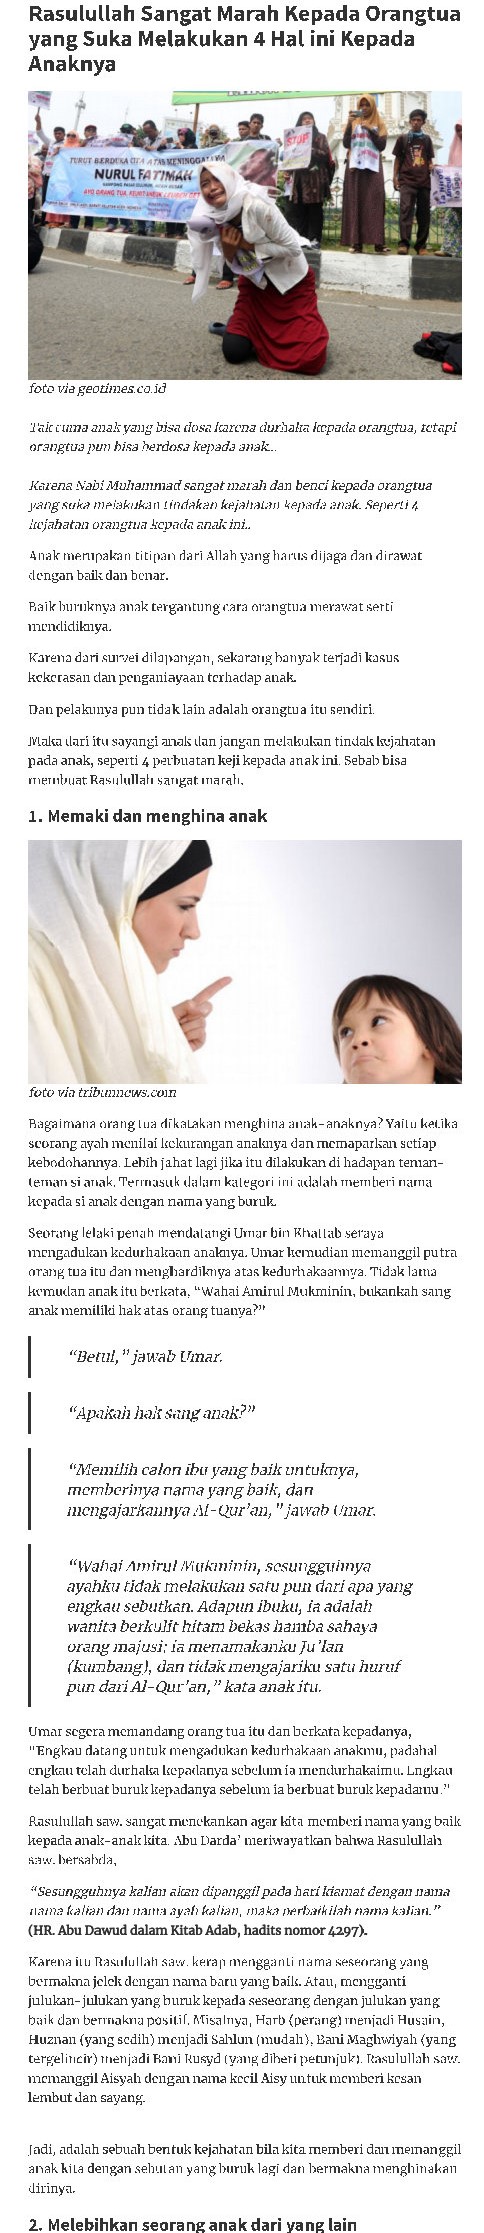 Rasulullah Sangat Marah Kepada Orangtua
yang Suka Melakukan 4 Hal ini Kepada
Anaknya
TURUT BERDUKA CITA ATAS MENINGGALNYA
NURUL FATIMAH
STOP
foto via geotimes.co.id
Tak cuma anak yang bisa dosa karena durhaka kepada orangtua, tetapi
orangtua pun bisa berdosa kepada anak...
Karena Nabi Muhammad sangat marah dan benci kepada orangtua
yang suka melakukan tindakan kejahatan kepada anak. Seperti 4
kejahatan orangtua kepada anak ini..
Anak merupakan titipan dari Allah yang harus dijaga dan dirawat
dengan baik dan benar.
Baik buruknya anak tergantung cara orangtua merawat serti
mendidiknya.
Karena dari survei dilapangan, sekarang banyak terjadi kasus
kekerasan dan penganiayaan terhadap anak.
Dan pelakunya pun tidak lain adalah orangtua itu sendiri.
Maka dari itu sayangi anak dan jangan melakukan tindak kejahatan
pada anak, seperti 4 perbuatan keji kepada anak ini. Sebab bisa
membuat Rasulullah sangat marah.
1. Memaki dan menghina anak
foto via tribunnews.com
Bagaimana orang tua dikatakan menghina anak-anaknya? Yaitu ketika
seorang ayah menilai kekurangan anaknya dan memaparkan setiap
kebodohannya. Lebih jahat lagi jika itu dilakukan di hadapan teman-
teman si anak. Termasuk dalam kategori ini adalah memberi nama
kepada si anak dengan nama yang buruk.
Seorang lelaki penah mendatangi Umar bin Khattab seraya
mengadukan kedurhakaan anaknya. Umar kemudian memanggil putra
orang tua itu dan menghardiknya atas kedurhakaannya. Tidak lama
kemudan anak itu berkata, “Wahai Amirul Mukminin, bukankah sang
anak memiliki hak atas orang tuanya?”
“Betul,” jawab Umar.
“Apakah hak sang anak?”
“Memilih calon ibu yang baik untuknya,
memberinya nama yang baik, dan
mengajarkannya Al-Qur’an,” jawab Umar.
“Wahai Amirul Mukminin, sesungguhnya
ayahku tidak melakukan satu pun dari apa yang
engkau sebutkan. Adapun ibuku, ia adalah
wanita berkulit hitam bekas hamba sahaya
orang majusi; ia menamakanku Ju’lan
(kumbang), dan tidak mengajariku satu huruf
pun dari Al-Qur’an,” kata anak itu.
Umar segera memandang orang tua itu dan berkata kepadanya,
“Engkau datang untuk mengadukan kedurhakaan anakmu, padahal
engkau telah durhaka kepadanya sebelum ia mendurhakaimu. Engkau
telah berbuat buruk kepadanya sebelum ia berbuat buruk kepadamu.”
Rasulullah saw. sangat menekankan agar kita memberi nama yang baik
kepada anak-anak kita. Abu Darda’ meriwayatkan bahwa Rasulullah
saw. bersabda,
“Sesungguhnya kalian akan dipanggil pada hari kiamat dengan nama
nama kalian dan nama ayah kalian, maka perbaikilah nama kalian.”
(HR. Abu Dawud dalam Kitab Adab, hadits nomor 4297).
Karena itu Rasulullah saw. kerap mengganti nama seseorang yang
bermakna jelek dengan nama baru yang baik. Atau, mengganti
julukan-julukan yang buruk kepada seseorang dengan julukan yang
baik dan bermakna positif. Misalnya, Harb (perang) menjadi Husain,
Huznan (yang sedih) menjadi Sahlun (mudah), Bani Maghwiyah (yang
tergelincir) menjadi Bani Rusyd (yang diberi petunjuk). Rasulullah saw.
memanggil Aisyah dengan nama kecil Aisy untuk memberi kesan
lembut dan sayang.
Jadi, adalah sebuah bentuk kejahatan bila kita memberi dan memanggil
anak kita dengan sebutan yang buruk lagi dan bermakna menghinakan
dirinya.
2. Melebihkan seorang anak dari yang lain